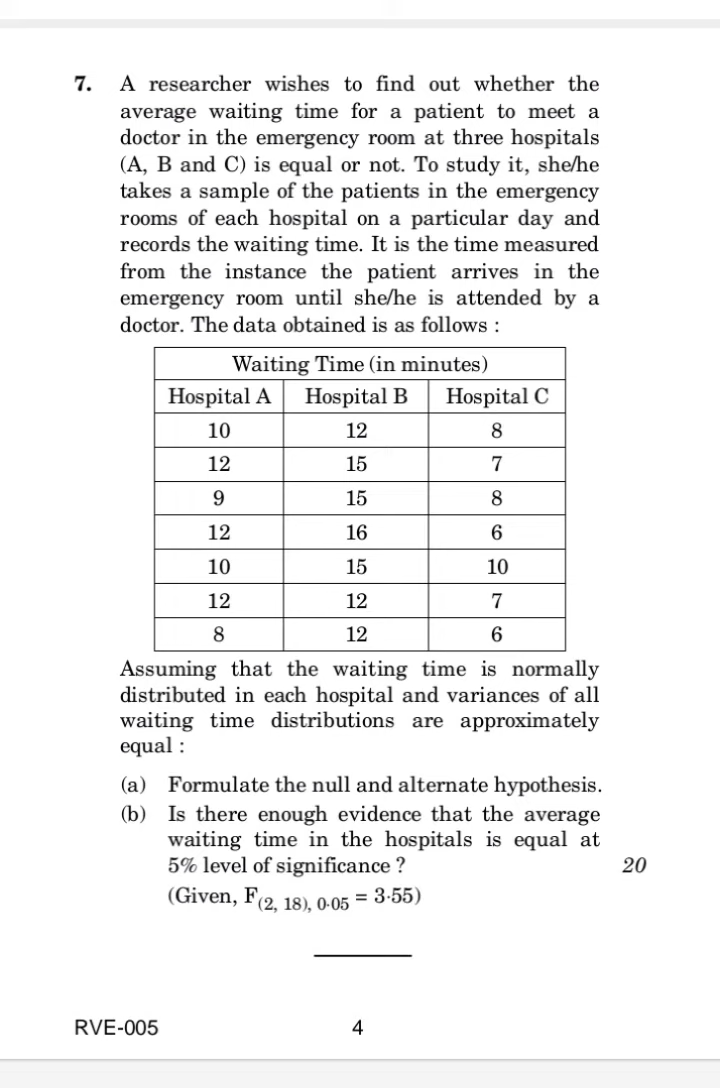 7. A researcher wishes to find out whether the
average waiting time for a patient to meet a
doctor in the emergency room at three hospitals
(A, B and C) is equal or not. To study it, she/he
takes a sample of the patients in the emergency
rooms of each hospital on a particular day and
records the waiting time. It is the time measured
from the instance the patient arrives in the
emergency room until she/he is attended by a
doctor. The data obtained is as follows :
Waiting Time (in minutes)
Hospital A Hospital B Hospital C
10 12 8
12 15 7
9 15 8
12 16 6
10 15 10
12 12 7
8 12 6
Assuming that the waiting time is normally
distributed in each hospital and variances of all
waiting time distributions are approximately
equal :
(a) Formulate the null and alternate hypothesis.
(b) Is there enough evidence that the average
waiting time in the hospitals is equal at
5% level of significance ? 20
(Given, F(2, 18), 0·05 = 3·55)
RVE-005 4